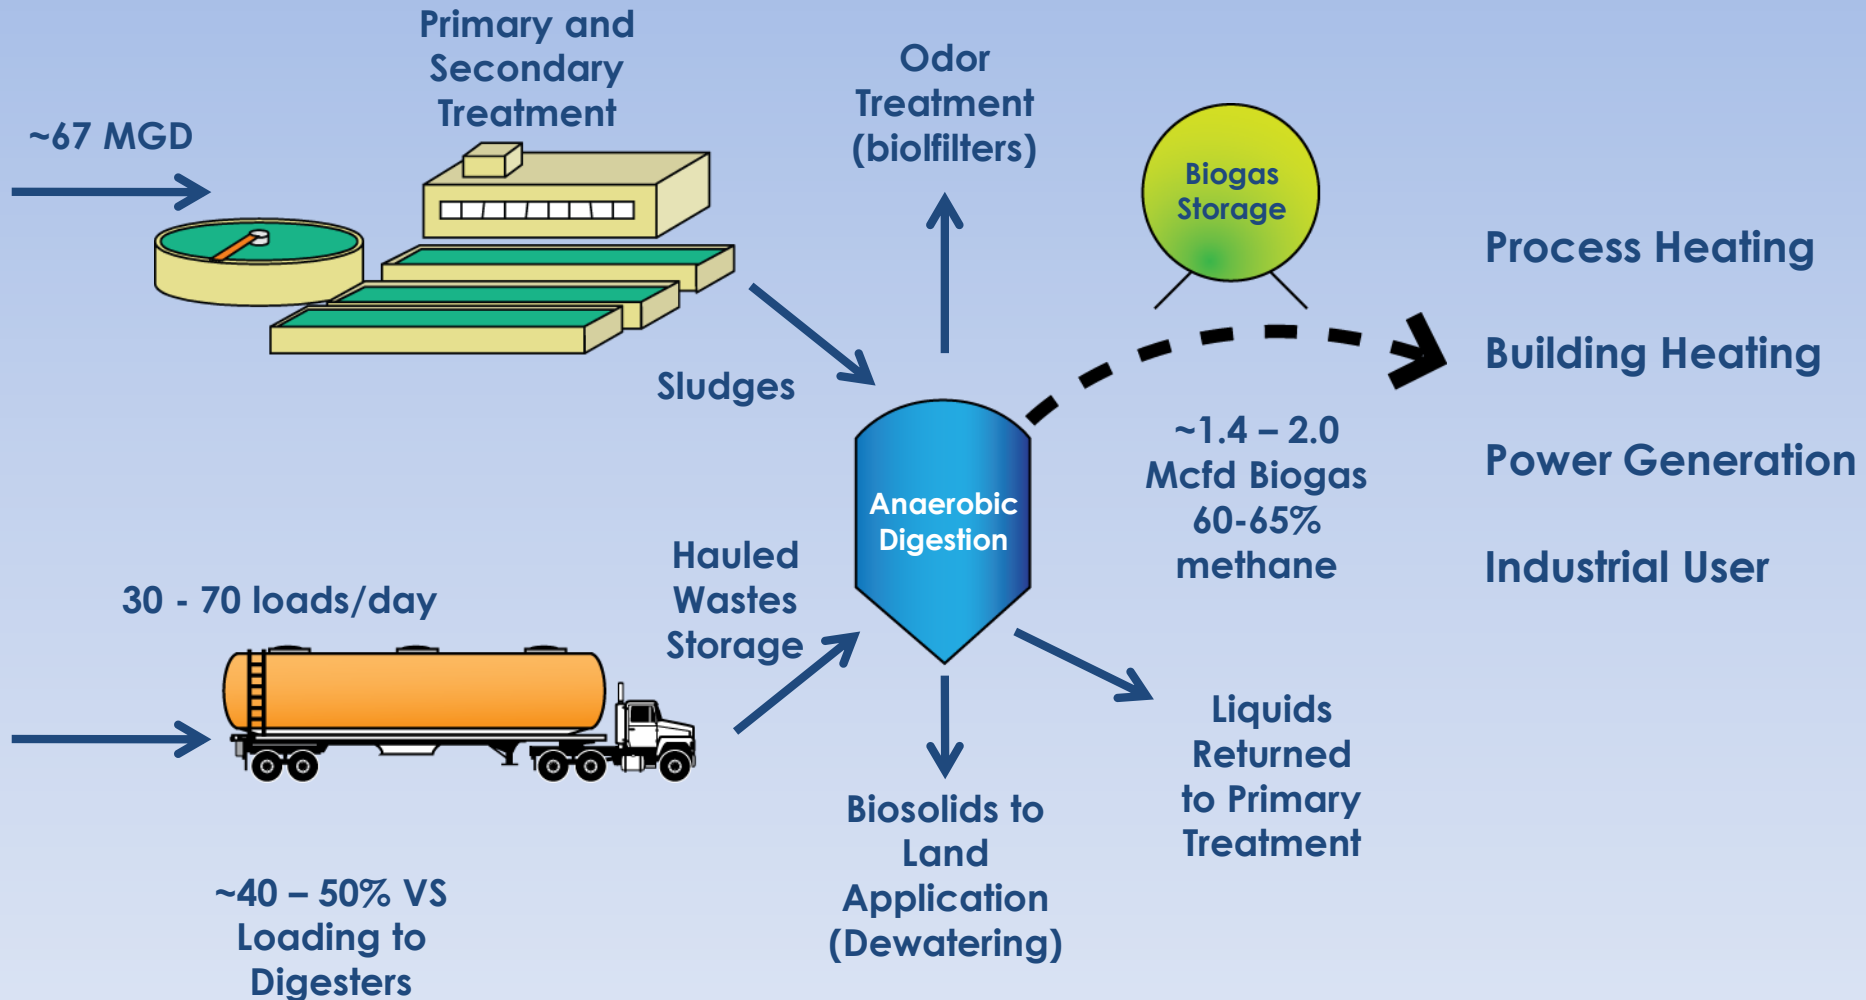 Primary and
Secondary
Treatment
~67 MGD
Odor
Treatment
(biolfilters)
Biogas
Storage
Process Heating
Building Heating
Power Generation
Industrial User
Sludges
~1.4 – 2.0
Mcfd Biogas
60-65%
methane
Anaerobic
Digestion
Hauled
Wastes
Storage
30 - 70 loads/day
Liquids
Returned
to Primary
Treatment
Biosolids to
Land
Application
(Dewatering)
~40 – 50% VS
Loading to
Digesters